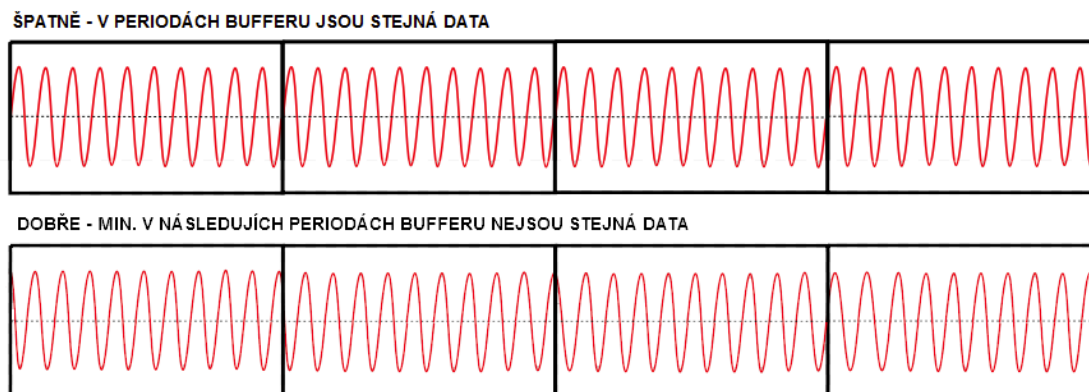 ŠPATNĚ - V PERIODÁCH BUFFERU JSOU STEJNÁ DATA
DOBŘE - MIN. V NÁSLEDUJÍCH PERIODÁCH BUFFERU NEJSOU STEJNÁ DATA